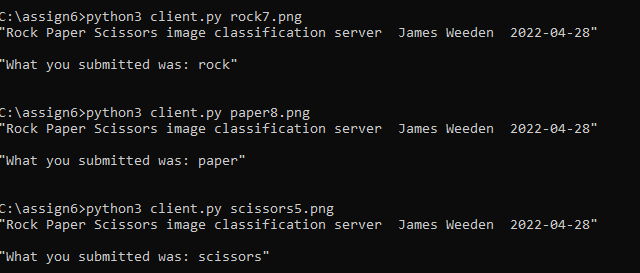 C:\assign6>python3 client.py rock7.png
"Rock Paper Scissors image classification server  James Weeden  2022-04-28"
"What you submitted was: rock"
C:\assign6>python3 client.py paper8.png
"Rock Paper Scissors image classification server  James Weeden  2022-04-28"
"What you submitted was: paper"
C:\assign6>python3 client.py scissors5.png
"Rock Paper Scissors image classification server  James Weeden  2022-04-28"
"What you submitted was: scissors"